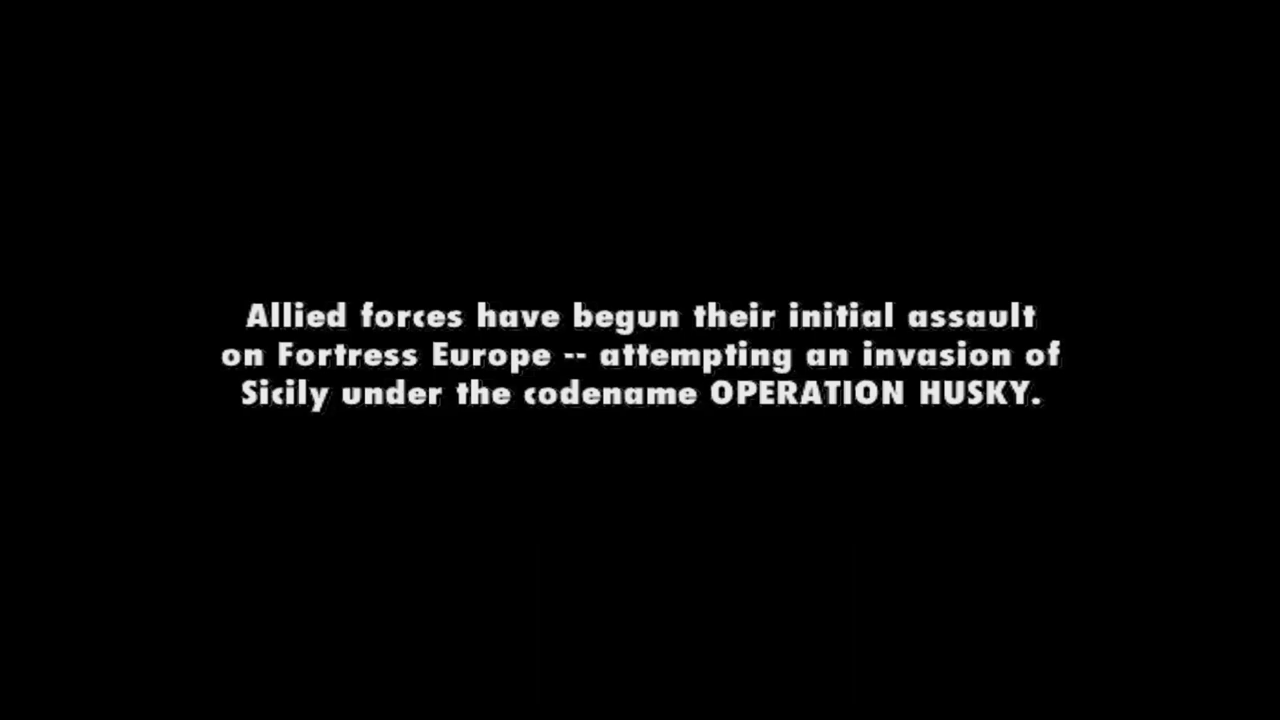 Allied forces have begun their initial assault
on Fortress Europe -- attempting an invasion of
Sicily under the codename OPERATION HUSKY.